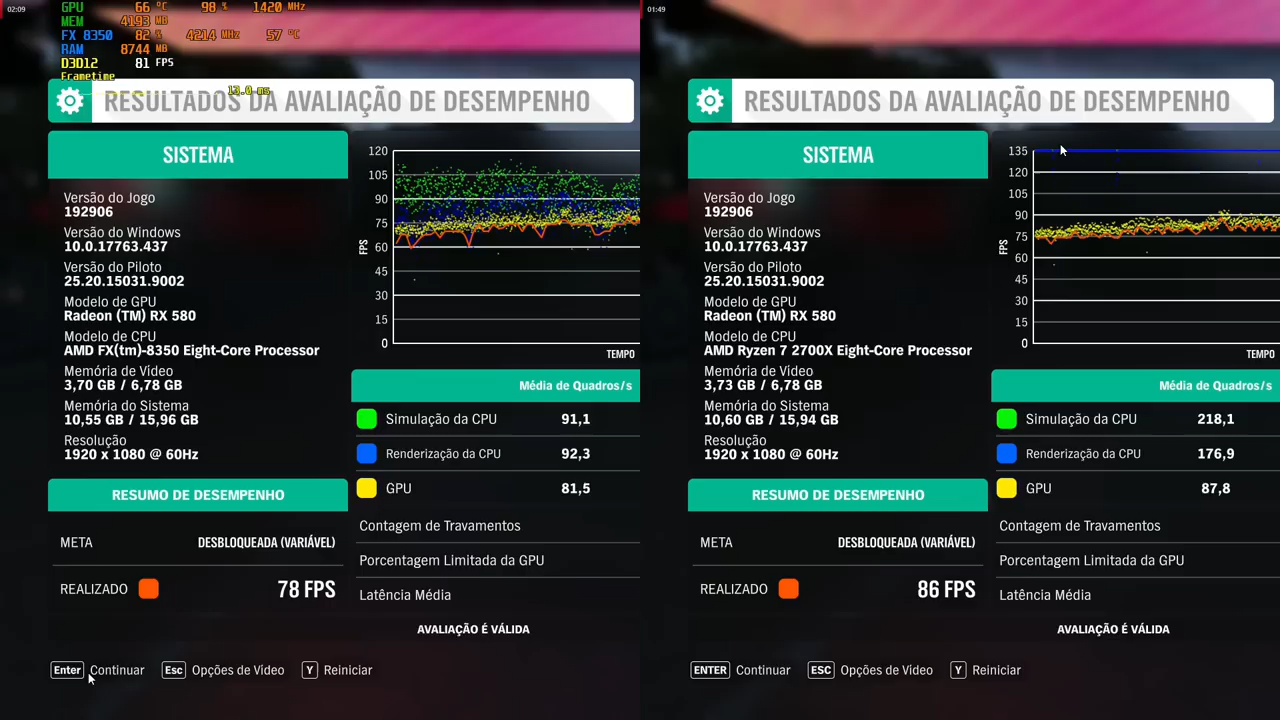 02:09
GPU 66 °C 98 % 1420 MHz
MEM 4193 MB
FX 8350 82 % 4214 MHz 57 °C
RAM 8744 MB
D3D12 81 FPS
Frametime
13.0 ms
RESULTADOS DA AVALIAÇÃO DE DESEMPENHO
SISTEMA
Versão do Jogo
192906
Versão do Windows
10.0.17763.437
Versão do Piloto
25.20.15031.9002
Modelo de GPU
Radeon (TM) RX 580
Modelo de CPU
AMD FX(tm)-8350 Eight-Core Processor
Memória de Vídeo
3,70 GB / 6,78 GB
Memória do Sistema
10,55 GB / 15,96 GB
Resolução
1920 x 1080 @ 60Hz
RESUMO DE DESEMPENHO
META DESBLOQUEADA (VARIÁVEL)
REALIZADO 78 FPS
120
105
90
75
60
45
30
15
0
FPS
TEMPO
Média de Quadros/s
Simulação da CPU 91,1
Renderização da CPU 92,3
GPU 81,5
Contagem de Travamentos
Porcentagem Limitada da GPU
Latência Média
AVALIAÇÃO É VÁLIDA
Enter Continuar Esc Opções de Vídeo Y Reiniciar
01:49
RESULTADOS DA AVALIAÇÃO DE DESEMPENHO
SISTEMA
Versão do Jogo
192906
Versão do Windows
10.0.17763.437
Versão do Piloto
25.20.15031.9002
Modelo de GPU
Radeon (TM) RX 580
Modelo de CPU
AMD Ryzen 7 2700X Eight-Core Processor
Memória de Vídeo
3,73 GB / 6,78 GB
Memória do Sistema
10,60 GB / 15,94 GB
Resolução
1920 x 1080 @ 60Hz
RESUMO DE DESEMPENHO
META DESBLOQUEADA (VARIÁVEL)
REALIZADO 86 FPS
135
120
105
90
75
60
45
30
15
0
FPS
TEMPO
Média de Quadros/s
Simulação da CPU 218,1
Renderização da CPU 176,9
GPU 87,8
Contagem de Travamentos
Porcentagem Limitada da GPU
Latência Média
AVALIAÇÃO É VÁLIDA
ENTER Continuar ESC Opções de Vídeo Y Reiniciar